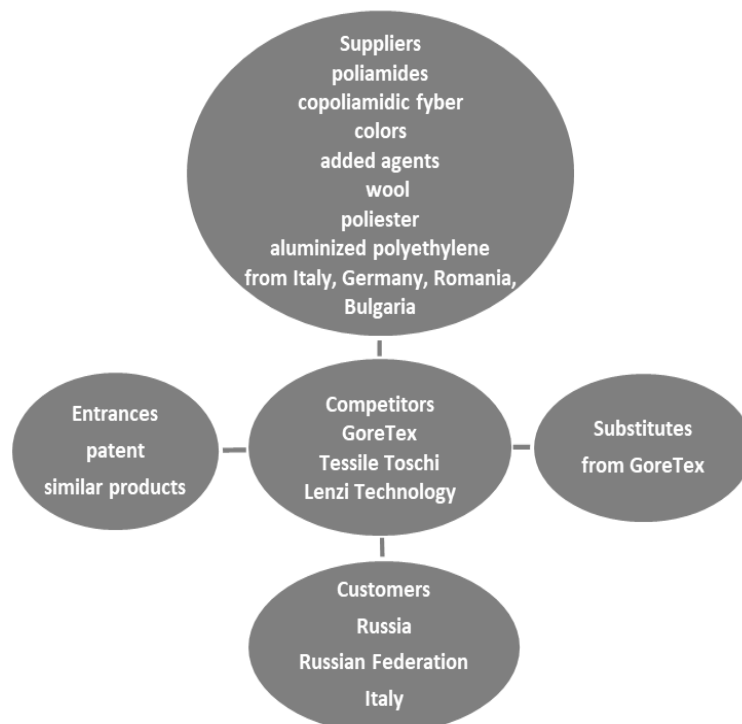 Suppliers
poliamides
copoliamidic fyber
colors
added agents
wool
poliester
aluminized polyethylene
from Italy, Germany, Romania,
Bulgaria
Entrances
patent
similar products
Competitors
GoreTex
Tessile Toschi
Lenzi Technology
Substitutes
from GoreTex
Customers
Russia
Russian Federation
Italy